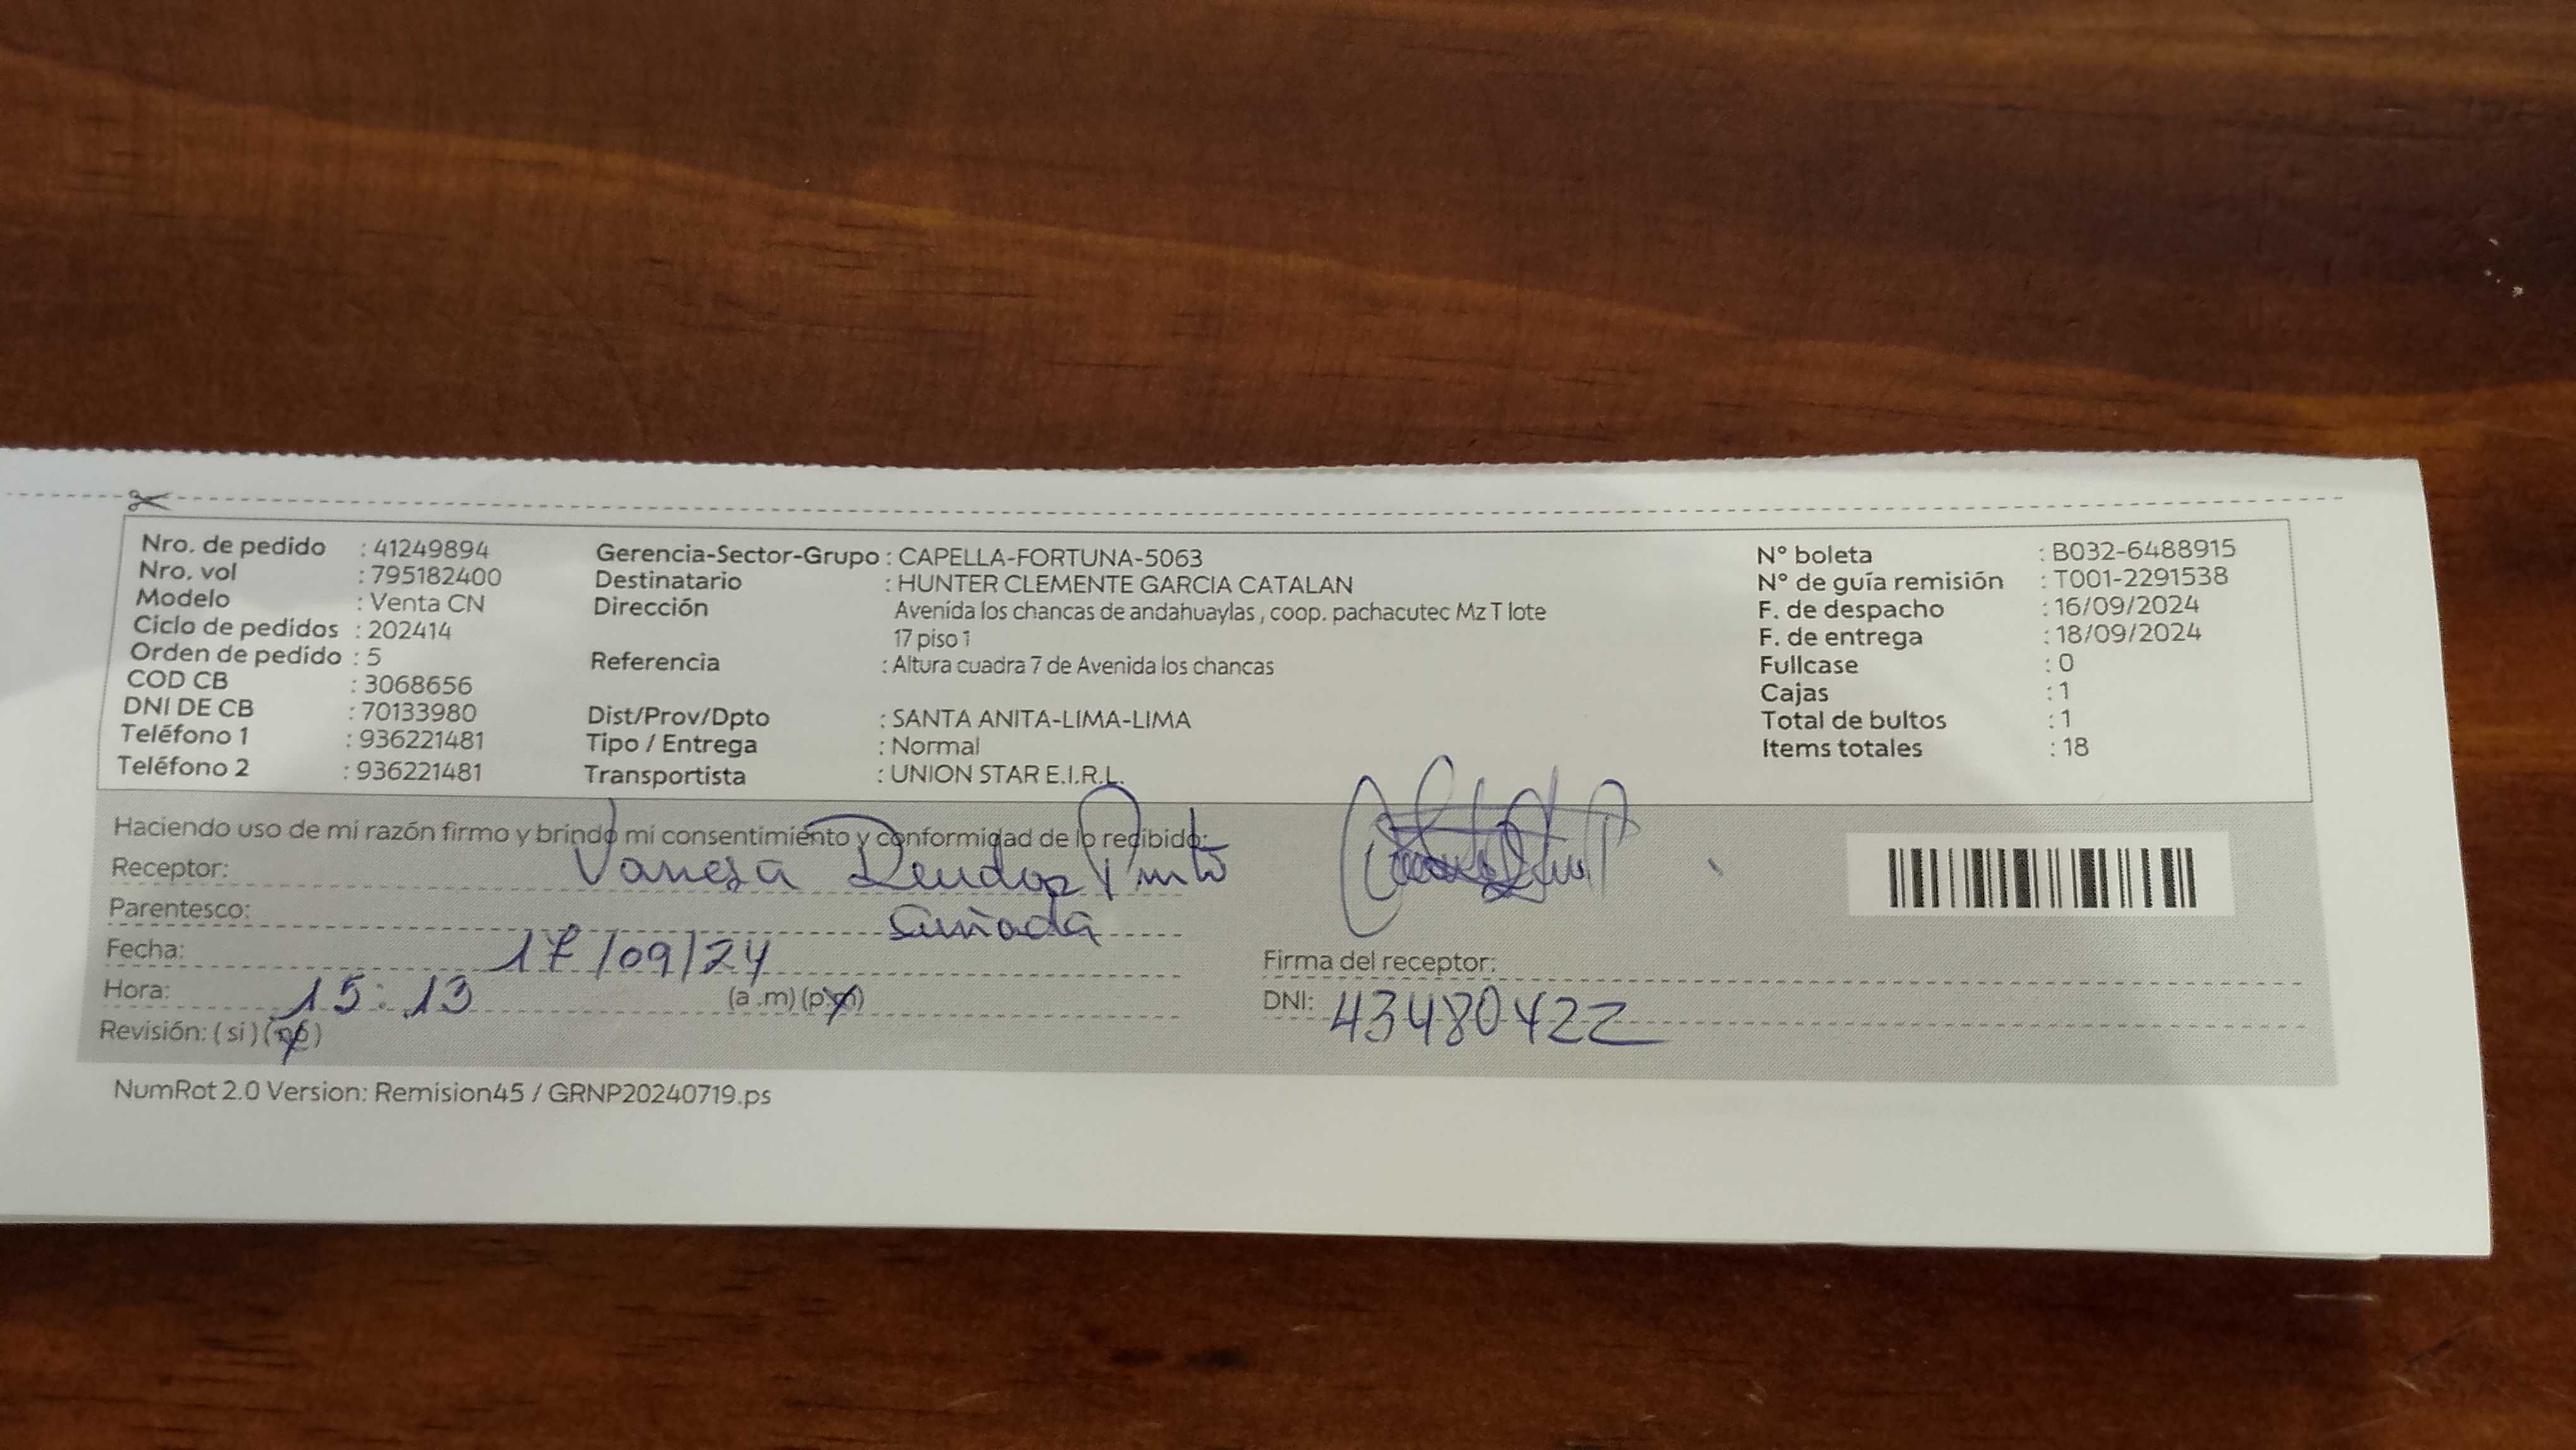 Nro. de pedido : 41249894
Nro. vol : 795182400
Modelo : Venta CN
Ciclo de pedidos : 202414
Orden de pedido : 5
COD CB : 3068656
DNI DE CB : 70133980
Teléfono 1 : 936221481
Teléfono 2 : 936221481
Gerencia-Sector-Grupo : CAPELLA-FORTUNA-5063
Destinatario : HUNTER CLEMENTE GARCIA CATALAN
Dirección Avenida los chancas de andahuaylas , coop. pachacutec Mz T lote
17 piso 1
Referencia : Altura cuadra 7 de Avenida los chancas
Dist/Prov/Dpto : SANTA ANITA-LIMA-LIMA
Tipo / Entrega : Normal
Transportista : UNION STAR E.I.R.L.
N° boleta : B032-6488915
N° de guía remisión : T001-2291538
F. de despacho : 16/09/2024
F. de entrega : 18/09/2024
Fullcase : 0
Cajas : 1
Total de bultos : 1
Items totales : 18
Haciendo uso de mi razón firmo y brindo mi consentimiento y conformidad de lo recibido:
Receptor: Vanesa Pinto
Parentesco: Cuñada
Fecha: 17/09/24
Hora: 15:13 (a.m) (p.m)
Revisión: ( si ) ( no )
Firma del receptor:
DNI: 43480422
NumRot 2.0 Version: Remision45 / GRNP20240719.ps